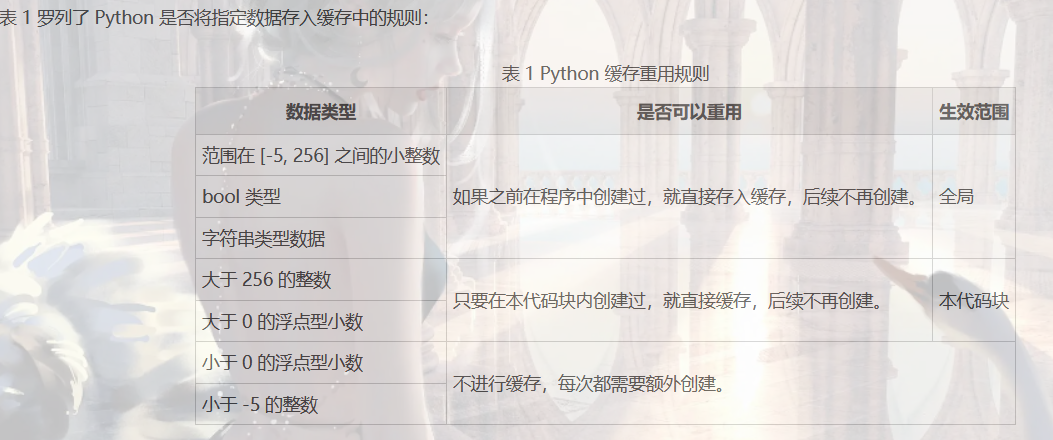 表 1 罗列了 Python 是否将指定数据存入缓存中的规则：
表 1 Python 缓存重用规则
数据类型 是否可以重用 生效范围
范围在 [-5, 256] 之间的小整数
bool 类型 如果之前在程序中创建过，就直接存入缓存，后续不再创建。 全局
字符串类型数据
大于 256 的整数
只要在本代码块内创建过，就直接缓存，后续不再创建。 本代码块
大于 0 的浮点型小数
小于 0 的浮点型小数
不进行缓存，每次都需要额外创建。
小于 -5 的整数